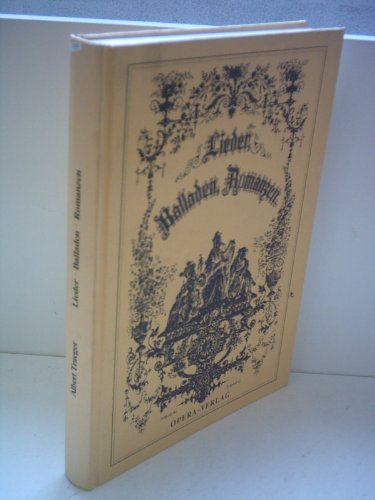 Lieder,
Balladen, Romanzen.
OPERA-VERLAG
Albert Traeger Lieder - Balladen - Romanzen